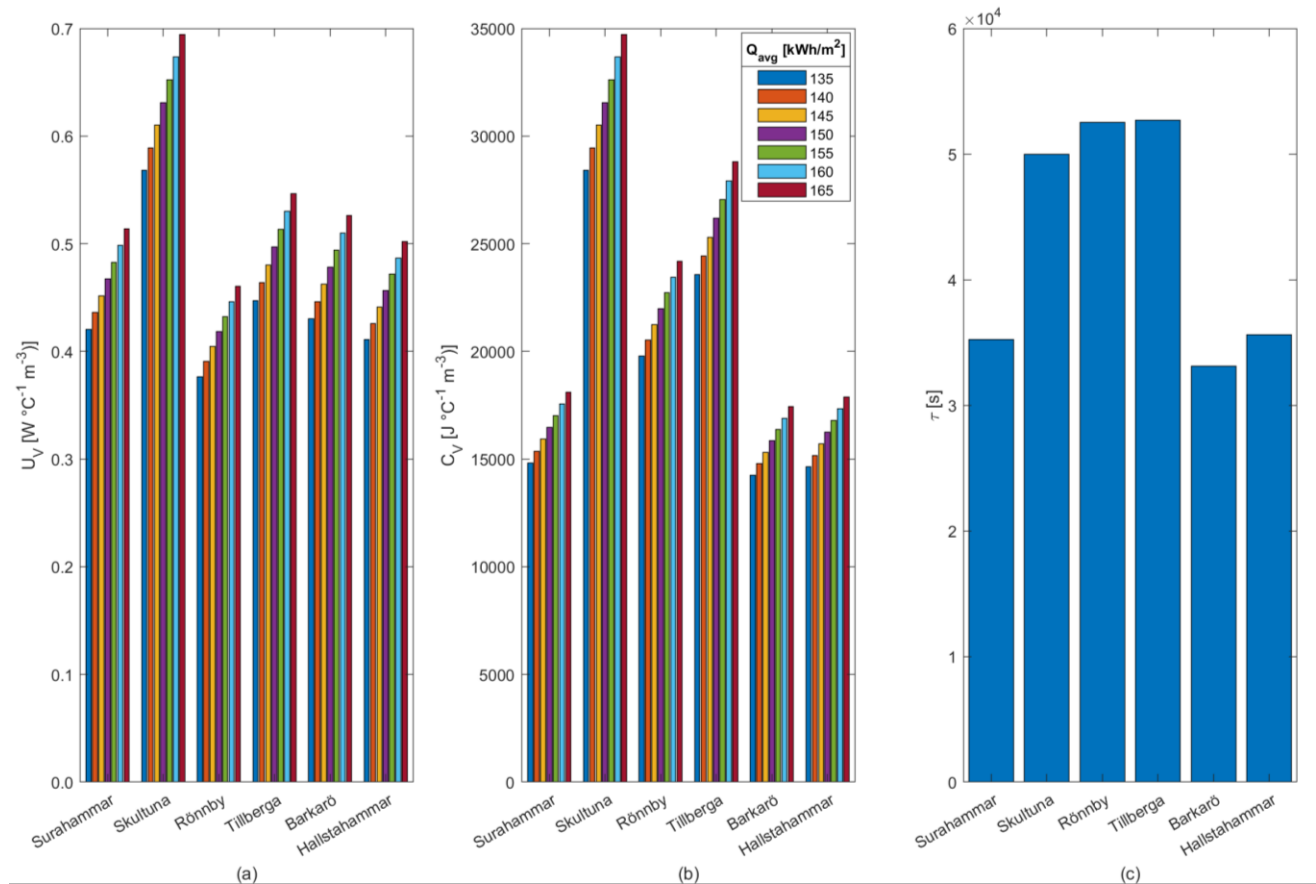 0.7
0.6
0.5
0.4
0.3
0.2
0.1
0.0
U_V [W °C⁻¹ m⁻³)]
Surahammar
Skultuna
Rönnby
Tillberga
Barkarö
Hallstahammar
(a)
35000
30000
25000
20000
15000
10000
5000
0
C_V [J °C⁻¹ m⁻³)]
Q_avg [kWh/m²]
135
140
145
150
155
160
165
Surahammar
Skultuna
Rönnby
Tillberga
Barkarö
Hallstahammar
(b)
×10⁴
6
5
4
3
2
1
0
τ [s]
Surahammar
Skultuna
Rönnby
Tillberga
Barkarö
Hallstahammar
(c)